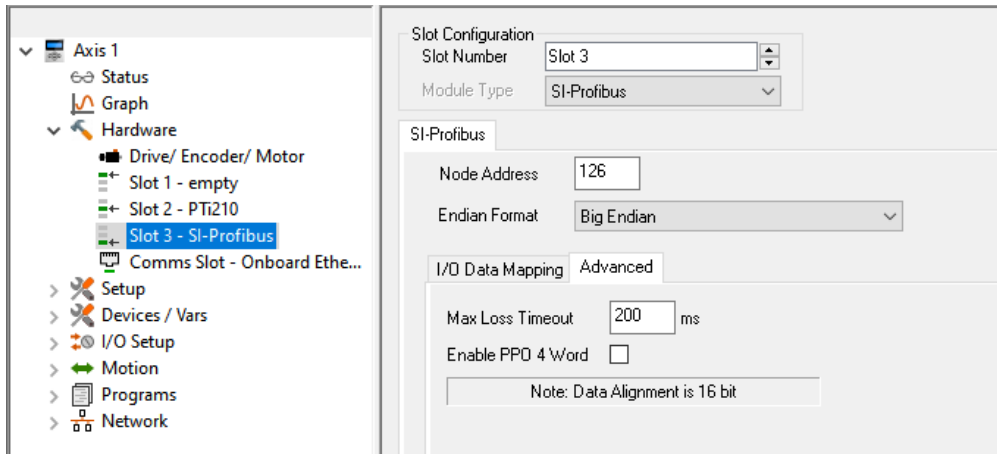 Axis 1
Status
Graph
Hardware
Drive/ Encoder/ Motor
Slot 1 - empty
Slot 2 - PTi210
Slot 3 - SI-Profibus
Comms Slot - Onboard Ethe...
Setup
Devices / Vars
I/O Setup
Motion
Programs
Network
Slot Configuration
Slot Number Slot 3
Module Type SI-Profibus
SI-Profibus
Node Address 126
Endian Format Big Endian
I/O Data Mapping Advanced
Max Loss Timeout 200 ms
Enable PPO 4 Word
Note: Data Alignment is 16 bit